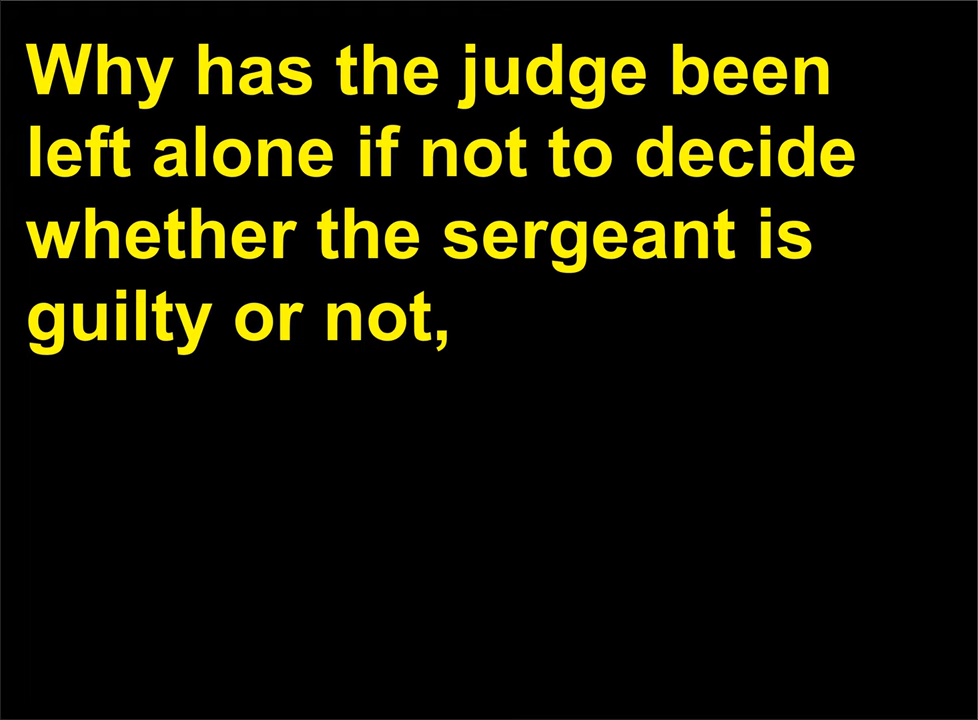 Why has the judge been
left alone if not to decide
whether the sergeant is
guilty or not,